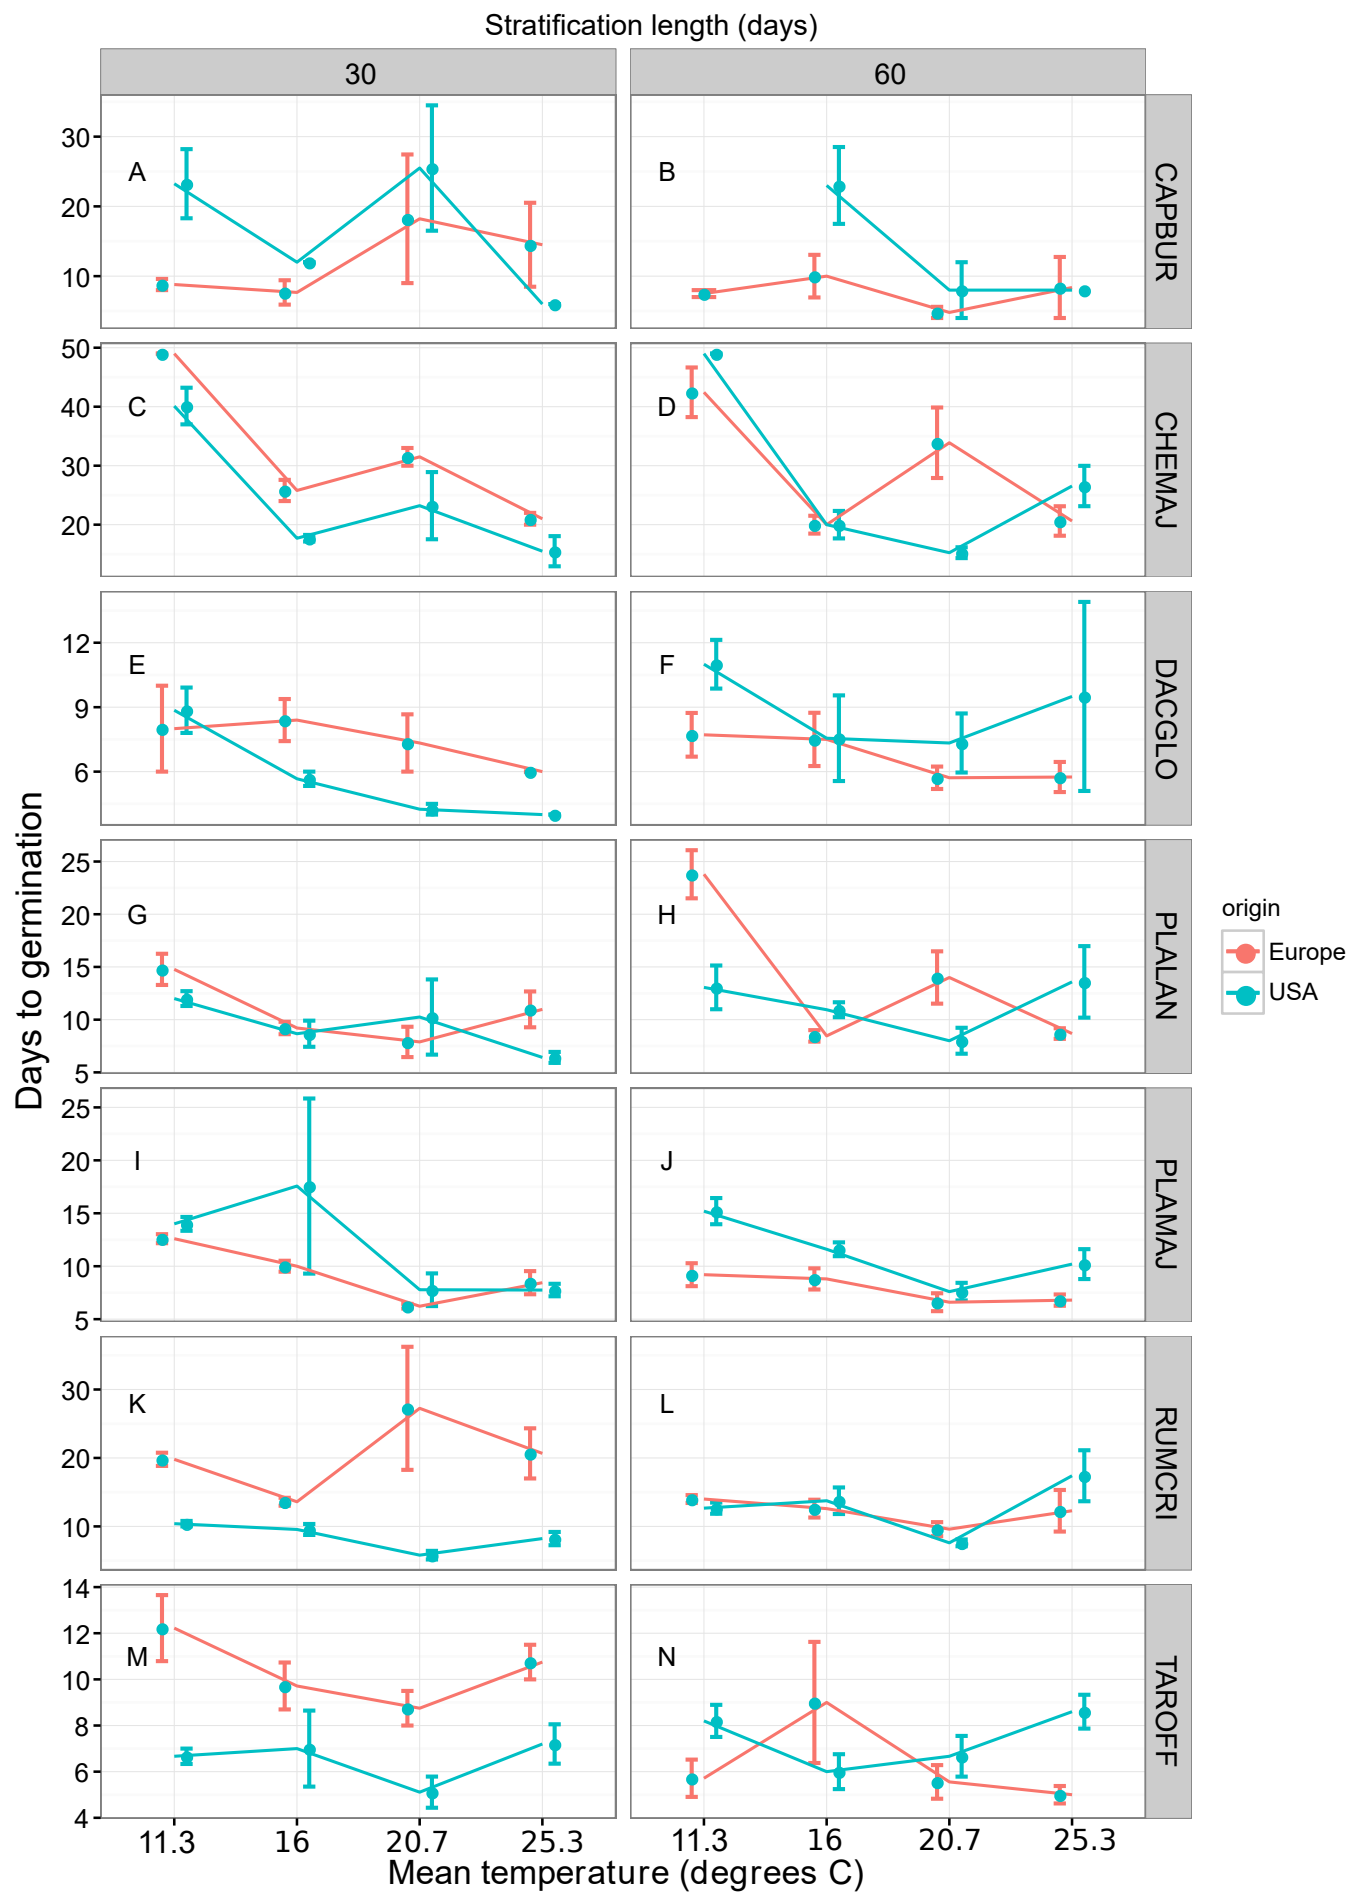 Stratification length (days)
30 60
30
20
10
A
B
CAPBUR
50
40
30
20
C
D
CHEMAJ
12
9
6
E
F
DACGLO
25
20
15
10
5
G
H
PLALAN
25
20
15
10
5
I
J
PLAMAJ
30
20
10
K
L
RUMCRI
14
12
10
8
6
4
M
N
TAROFF
Days to germination
11.3 16 20.7 25.3 11.3 16 20.7 25.3
Mean temperature (degrees C)
origin
Europe
USA